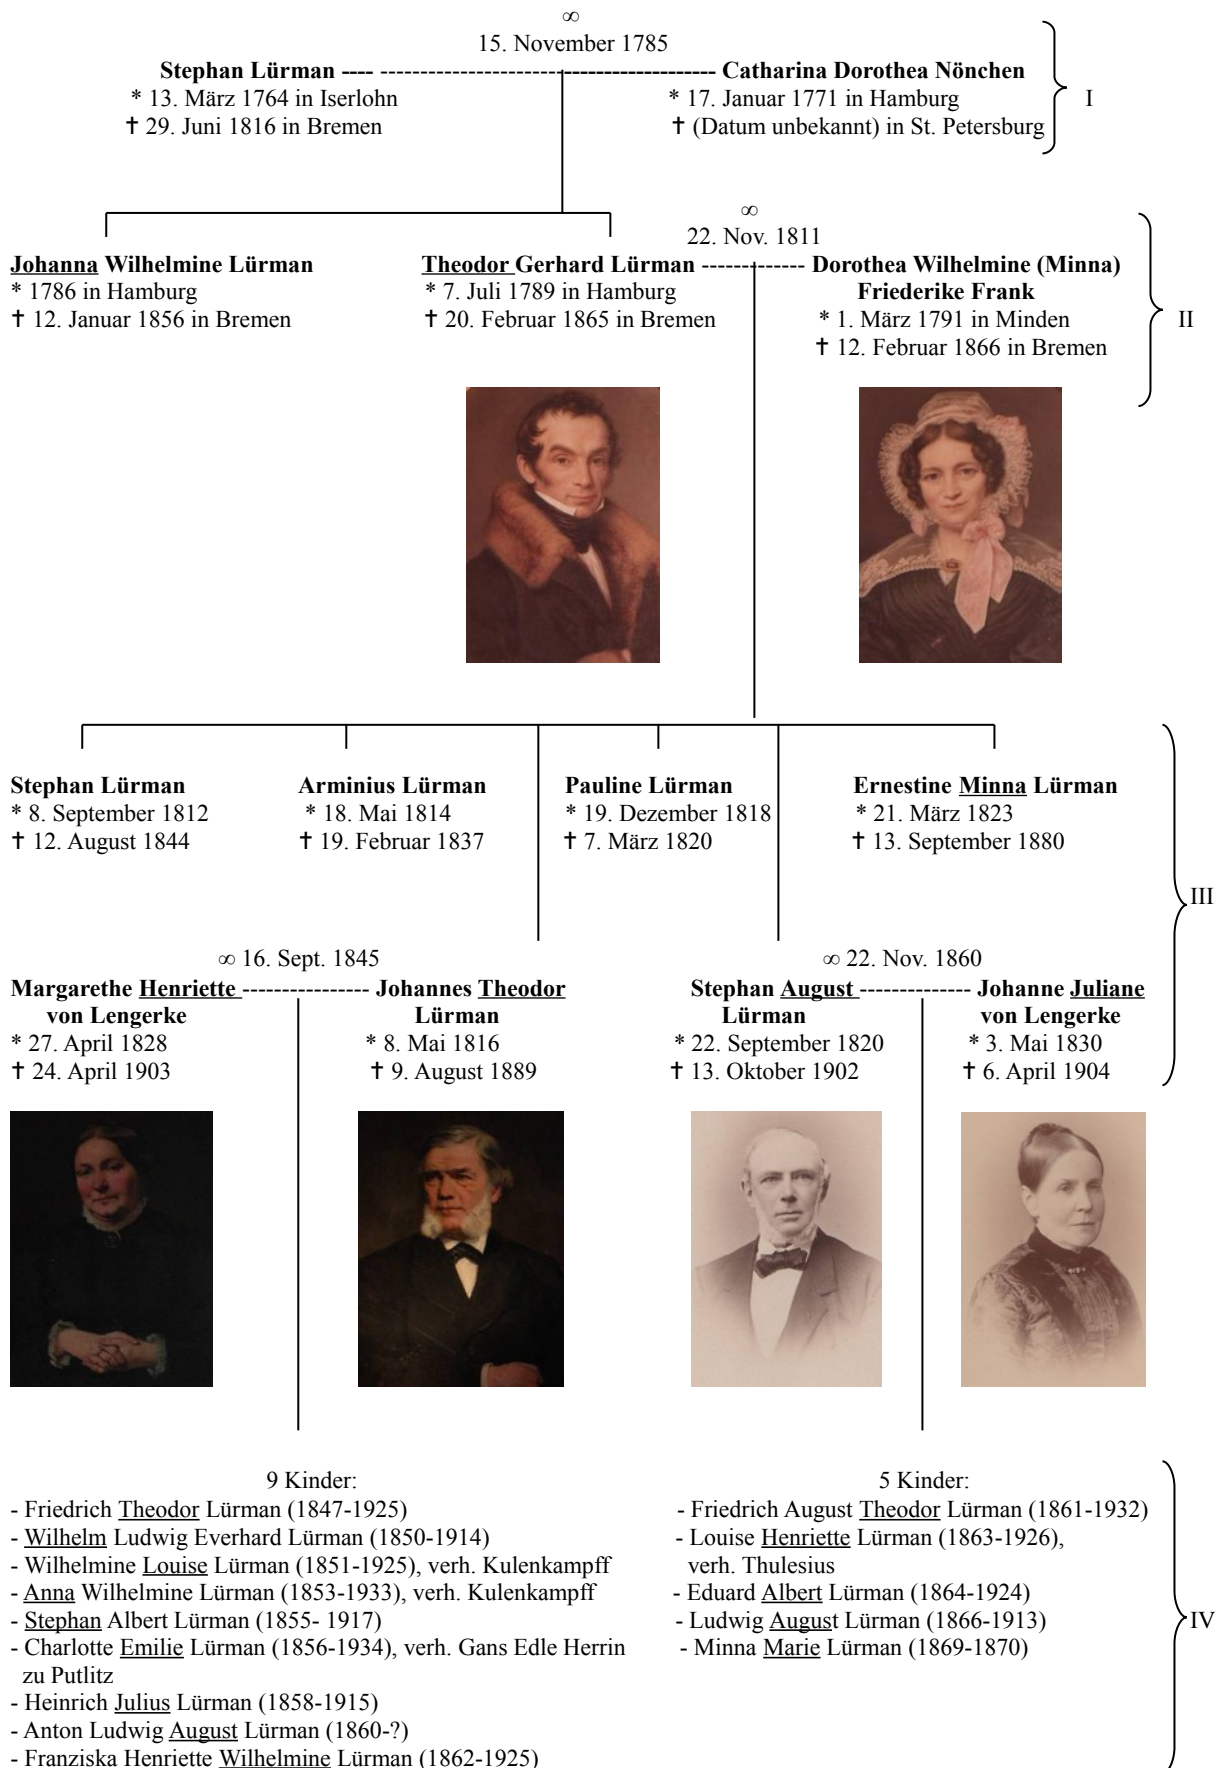 ∞
15. November 1785
Stephan Lürman ---- ---------------------------------------- Catharina Dorothea Nönchen
* 13. März 1764 in Iserlohn * 17. Januar 1771 in Hamburg I
✝ 29. Juni 1816 in Bremen ✝ (Datum unbekannt) in St. Petersburg
∞
22. Nov. 1811
Johanna Wilhelmine Lürman Theodor Gerhard Lürman ------------- Dorothea Wilhelmine (Minna)
* 1786 in Hamburg * 7. Juli 1789 in Hamburg Friederike Frank
✝ 12. Januar 1856 in Bremen ✝ 20. Februar 1865 in Bremen * 1. März 1791 in Minden II
✝ 12. Februar 1866 in Bremen
Stephan Lürman Arminius Lürman Pauline Lürman Ernestine Minna Lürman
* 8. September 1812 * 18. Mai 1814 * 19. Dezember 1818 * 21. März 1823
✝ 12. August 1844 ✝ 19. Februar 1837 ✝ 7. März 1820 ✝ 13. September 1880
III
∞ 16. Sept. 1845 ∞ 22. Nov. 1860
Margarethe Henriette ---------------- Johannes Theodor Stephan August -------------- Johanne Juliane
von Lengerke Lürman Lürman von Lengerke
* 27. April 1828 * 8. Mai 1816 * 22. September 1820 * 3. Mai 1830
✝ 24. April 1903 ✝ 9. August 1889 ✝ 13. Oktober 1902 ✝ 6. April 1904
9 Kinder:
- Friedrich Theodor Lürman (1847-1925)
- Wilhelm Ludwig Everhard Lürman (1850-1914)
- Wilhelmine Louise Lürman (1851-1925), verh. Kulenkampff
- Anna Wilhelmine Lürman (1853-1933), verh. Kulenkampff
- Stephan Albert Lürman (1855- 1917)
- Charlotte Emilie Lürman (1856-1934), verh. Gans Edle Herrin
zu Putlitz
- Heinrich Julius Lürman (1858-1915)
- Anton Ludwig August Lürman (1860-?)
- Franziska Henriette Wilhelmine Lürman (1862-1925)
5 Kinder:
- Friedrich August Theodor Lürman (1861-1932)
- Louise Henriette Lürman (1863-1926),
verh. Thulesius
- Eduard Albert Lürman (1864-1924)
- Ludwig August Lürman (1866-1913)
- Minna Marie Lürman (1869-1870)
IV